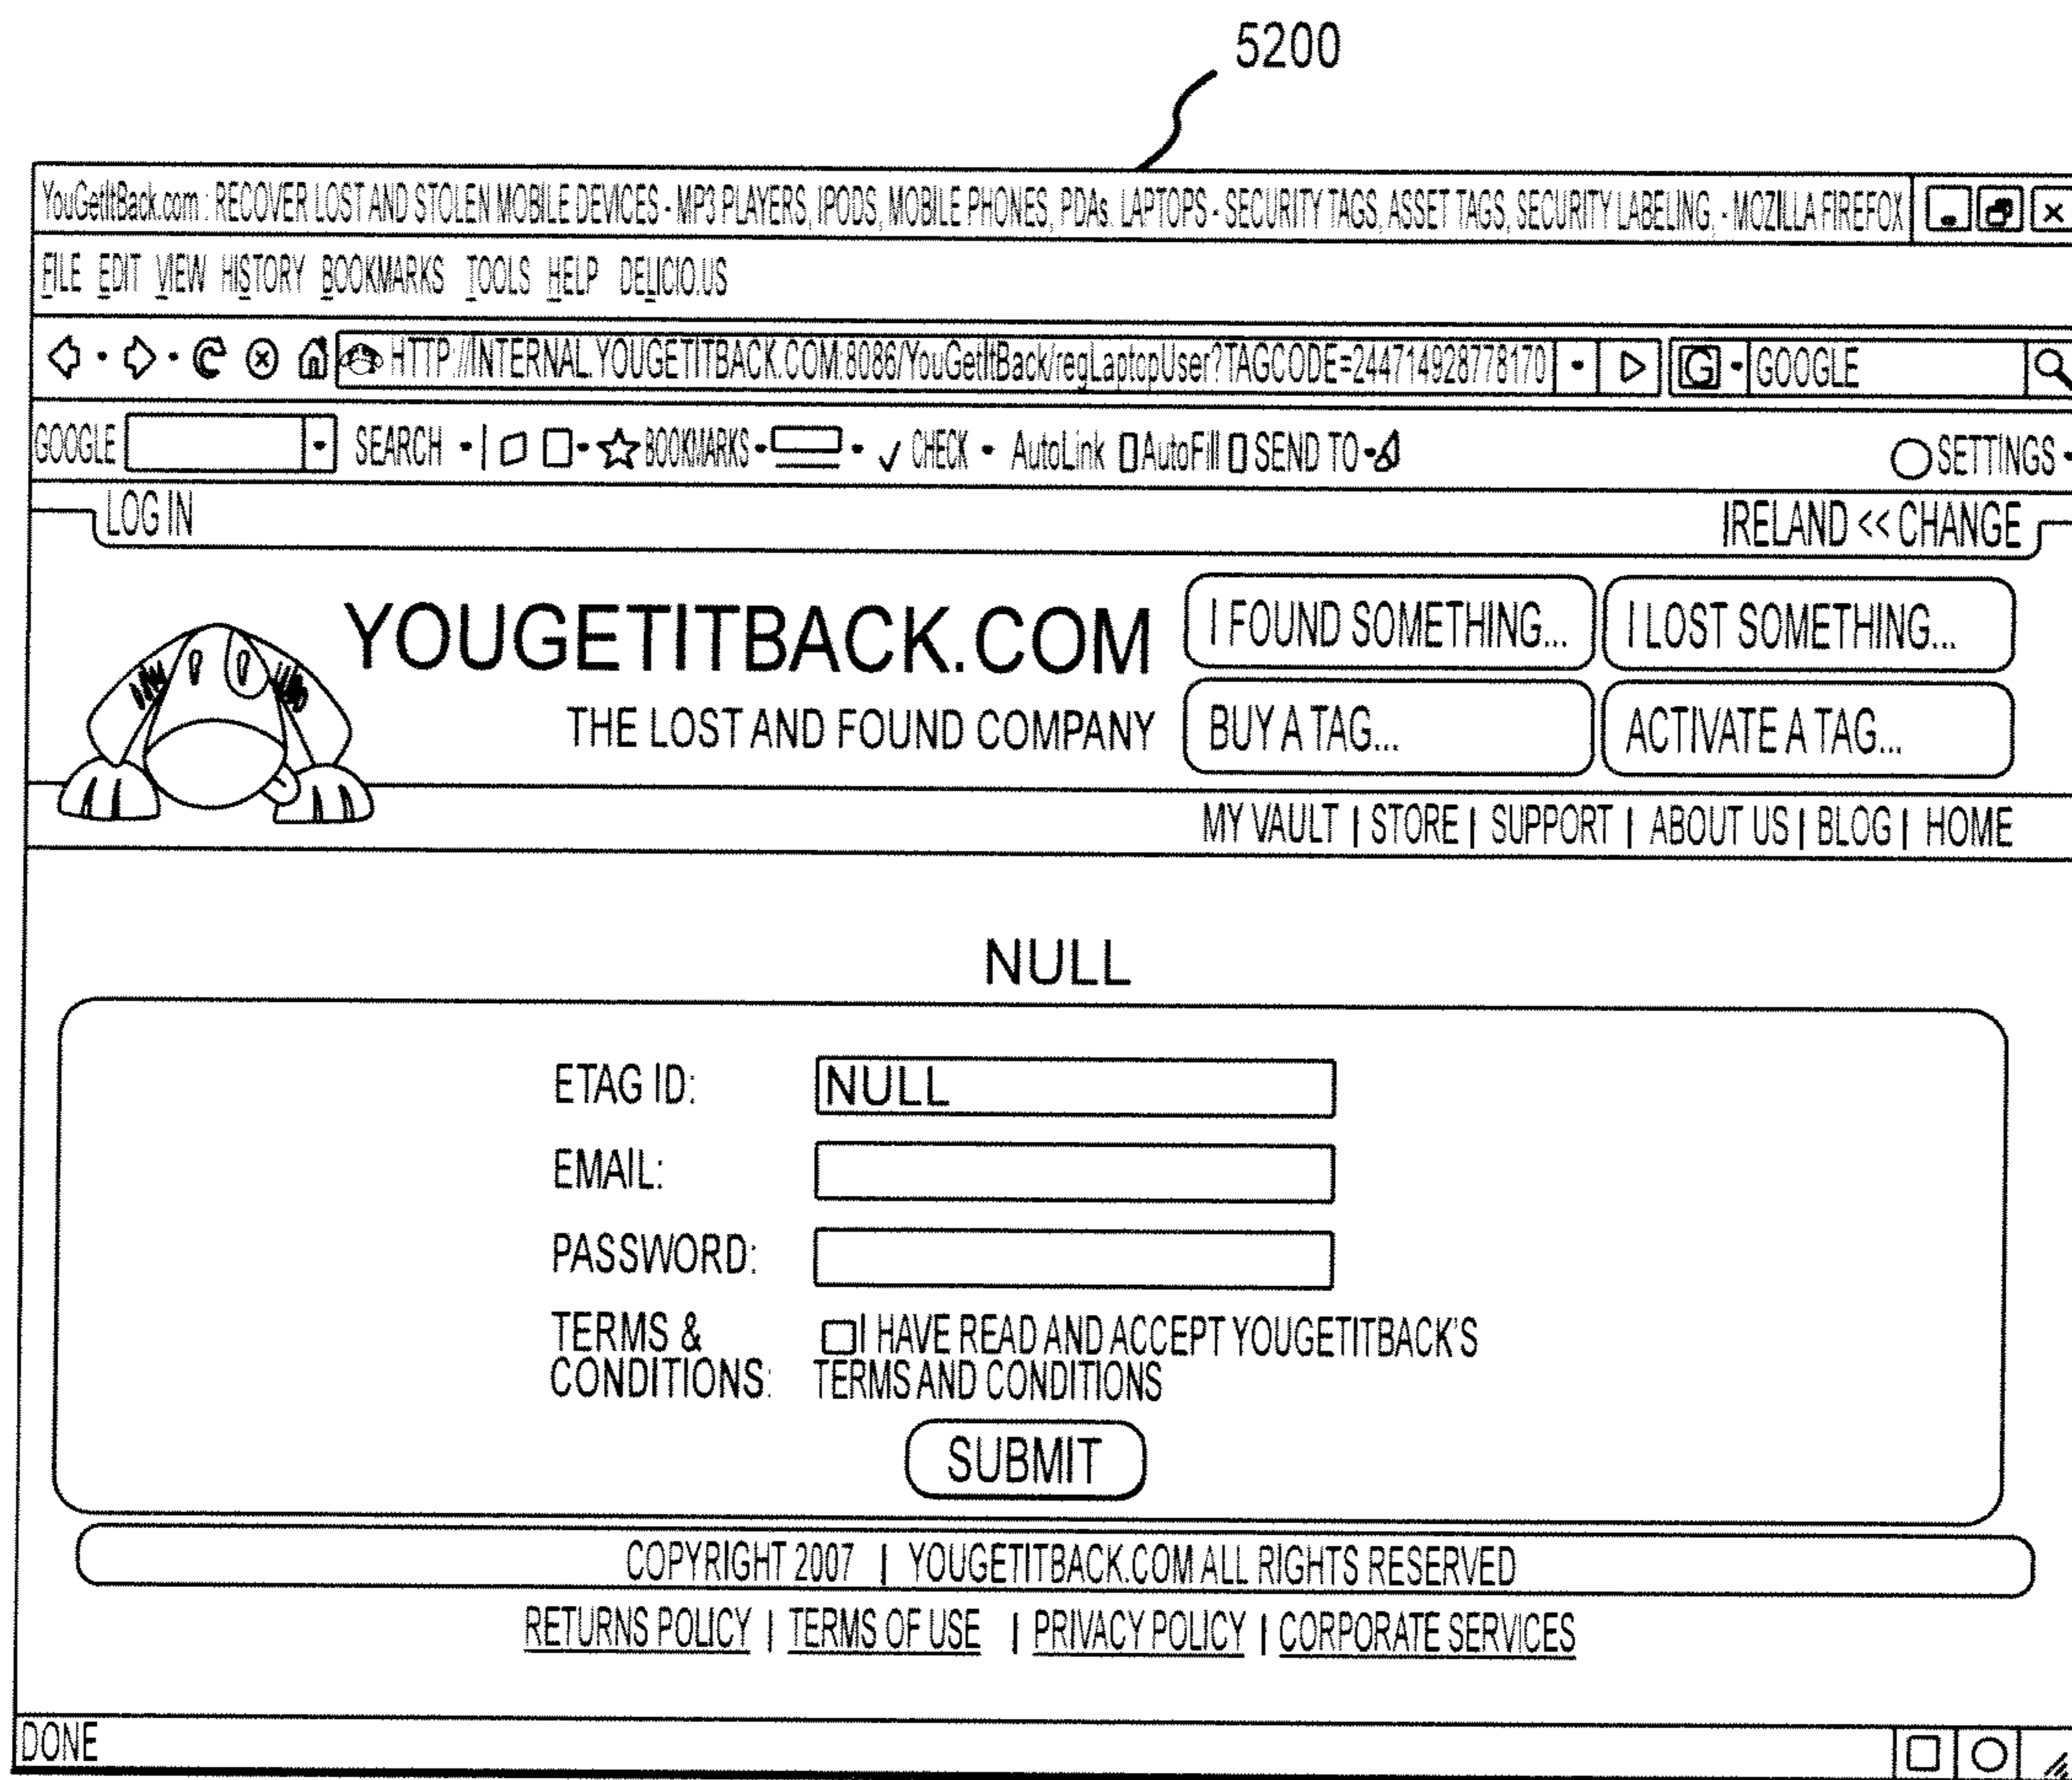 5200
YouGetItBack.com : RECOVER LOST AND STOLEN MOBILE DEVICES - MP3 PLAYERS, IPODS, MOBILE PHONES, PDAs. LAPTOPS - SECURITY TAGS, ASSET TAGS, SECURITY LABELING, - MOZILLA FIREFOX
FILE EDIT VIEW HISTORY BOOKMARKS TOOLS HELP DELICIO.US
HTTP://INTERNAL.YOUGETITBACK.COM:8086/YouGetItBack/regLaptopUser?TAGCODE=244714928778170 G GOOGLE
GOOGLE SEARCH BOOKMARKS CHECK AutoLink AutoFill SEND TO SETTINGS
LOG IN IRELAND << CHANGE
YOUGETITBACK.COM I FOUND SOMETHING... I LOST SOMETHING...
THE LOST AND FOUND COMPANY BUY A TAG... ACTIVATE A TAG...
MY VAULT | STORE | SUPPORT | ABOUT US | BLOG | HOME
NULL
ETAG ID: NULL
EMAIL:
PASSWORD:
TERMS & I HAVE READ AND ACCEPT YOUGETITBACK'S
CONDITIONS: TERMS AND CONDITIONS
SUBMIT
COPYRIGHT 2007 | YOUGETITBACK.COM ALL RIGHTS RESERVED
RETURNS POLICY | TERMS OF USE | PRIVACY POLICY | CORPORATE SERVICES
DONE